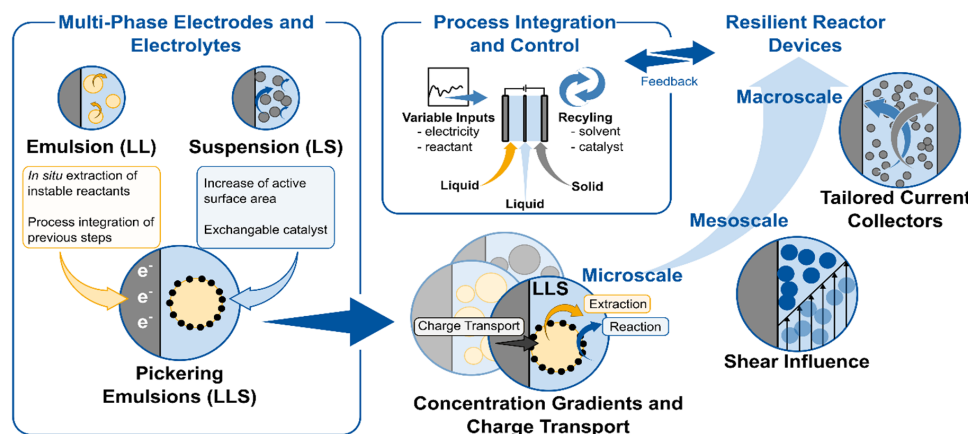 Multi-Phase Electrodes and
Electrolytes
Emulsion (LL)
Suspension (LS)
In situ extraction of
instable reactants
Process integration of
previous steps
Increase of active
surface area
Exchangable catalyst
e-
e-
e-
Pickering
Emulsions (LLS)
Process Integration
and Control
Variable Inputs
- electricity
- reactant
Recyling
- solvent
- catalyst
Liquid
Solid
Liquid
Feedback
Resilient Reactor
Devices
Macroscale
Tailored Current
Collectors
Mesoscale
Shear Influence
Microscale
LLS
Extraction
Charge Transport
Reaction
Concentration Gradients and
Charge Transport